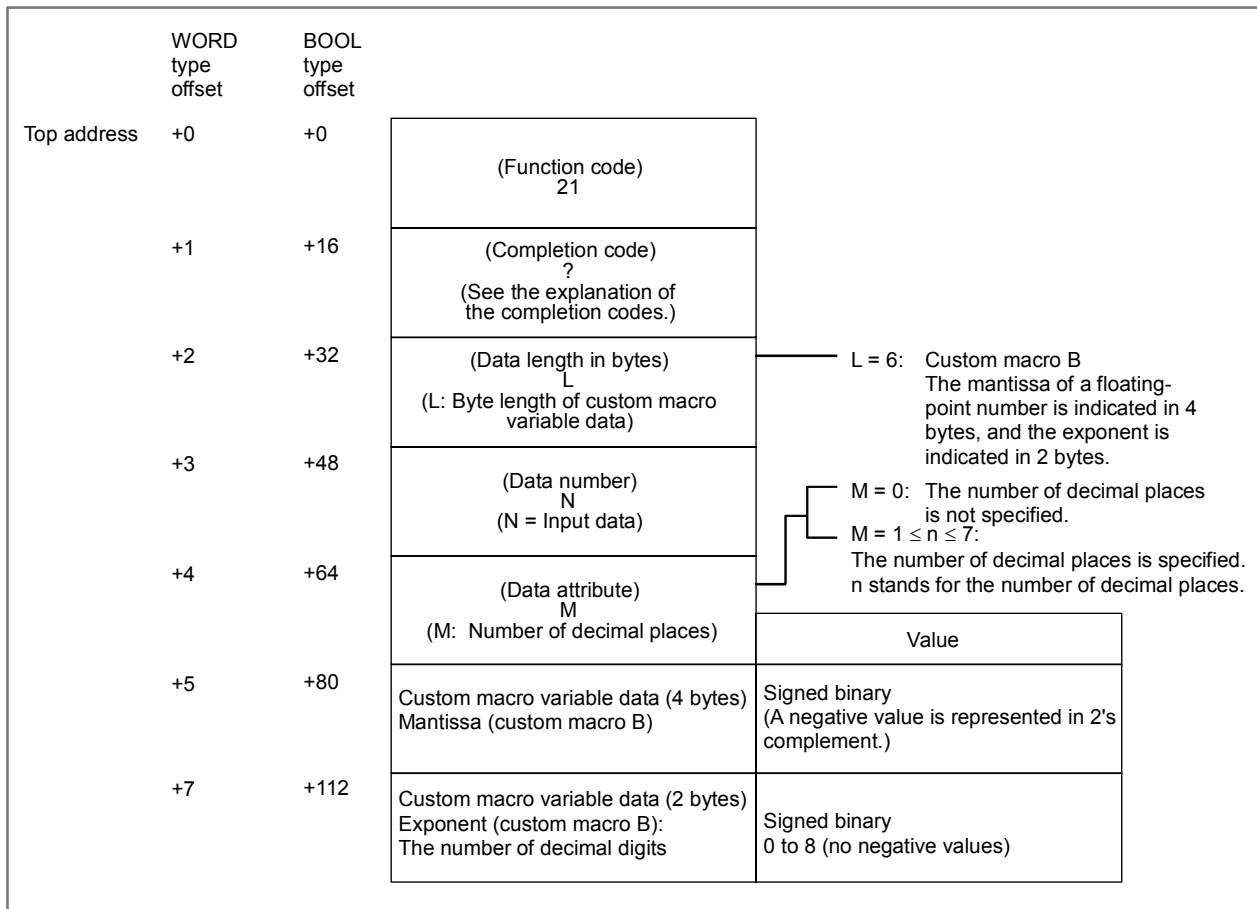 WORD
type
offset
BOOL
type
offset
Top address +0 +0
(Function code)
21
+1 +16
(Completion code)
?
(See the explanation of
the completion codes.)
+2 +32
(Data length in bytes)
L
(L: Byte length of custom macro
variable data)
L = 6: Custom macro B
The mantissa of a floating-
point number is indicated in 4
bytes, and the exponent is
indicated in 2 bytes.
+3 +48
(Data number)
N
(N = Input data)
M = 0: The number of decimal places
is not specified.
M = 1 ≤ n ≤ 7:
The number of decimal places is specified.
n stands for the number of decimal places.
+4 +64
(Data attribute)
M
(M: Number of decimal places)
Value
+5 +80
Custom macro variable data (4 bytes)
Mantissa (custom macro B)
Signed binary
(A negative value is represented in 2's
complement.)
+7 +112
Custom macro variable data (2 bytes)
Exponent (custom macro B):
The number of decimal digits
Signed binary
0 to 8 (no negative values)